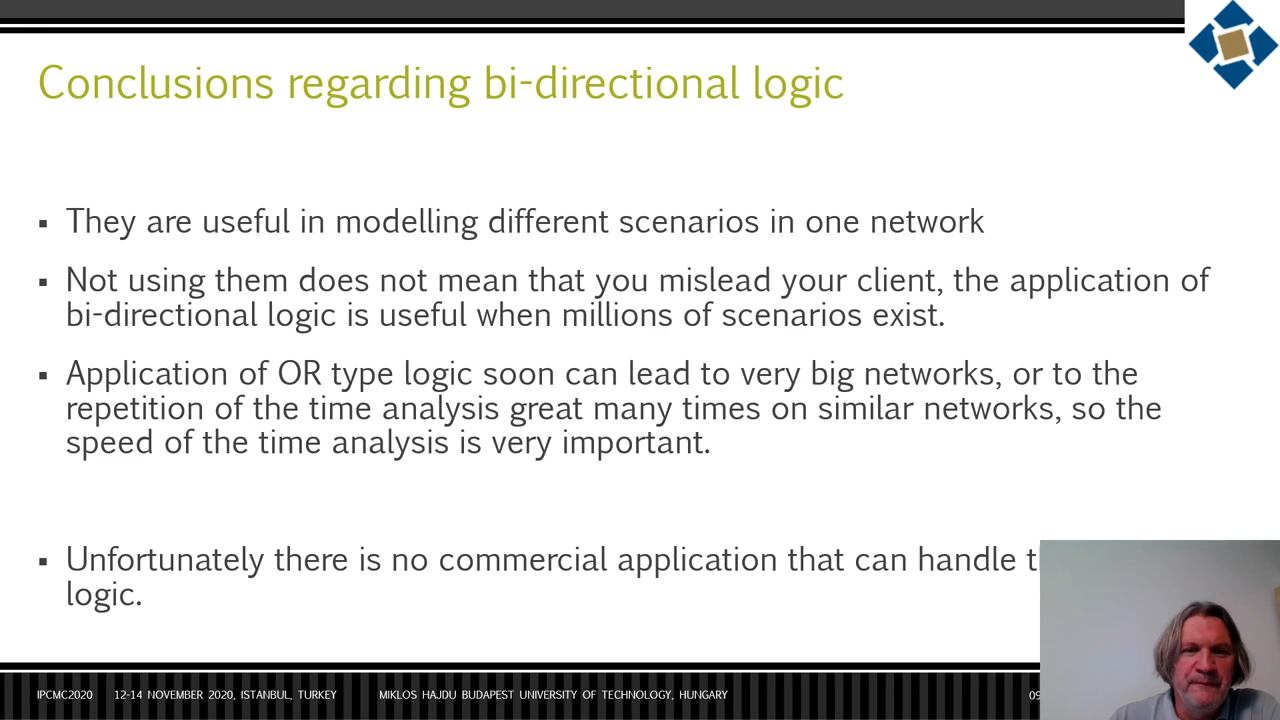 Conclusions regarding bi-directional logic
▪ They are useful in modelling different scenarios in one network
▪ Not using them does not mean that you mislead your client, the application of
bi-directional logic is useful when millions of scenarios exist.
▪ Application of OR type logic soon can lead to very big networks, or to the
repetition of the time analysis great many times on similar networks, so the
speed of the time analysis is very important.
▪ Unfortunately there is no commercial application that can handle
logic.
IPCMC2020 12-14 NOVEMBER 2020, ISTANBUL, TURKEY MIKLOS HAJDU BUDAPEST UNIVERSITY OF TECHNOLOGY, HUNGARY 09